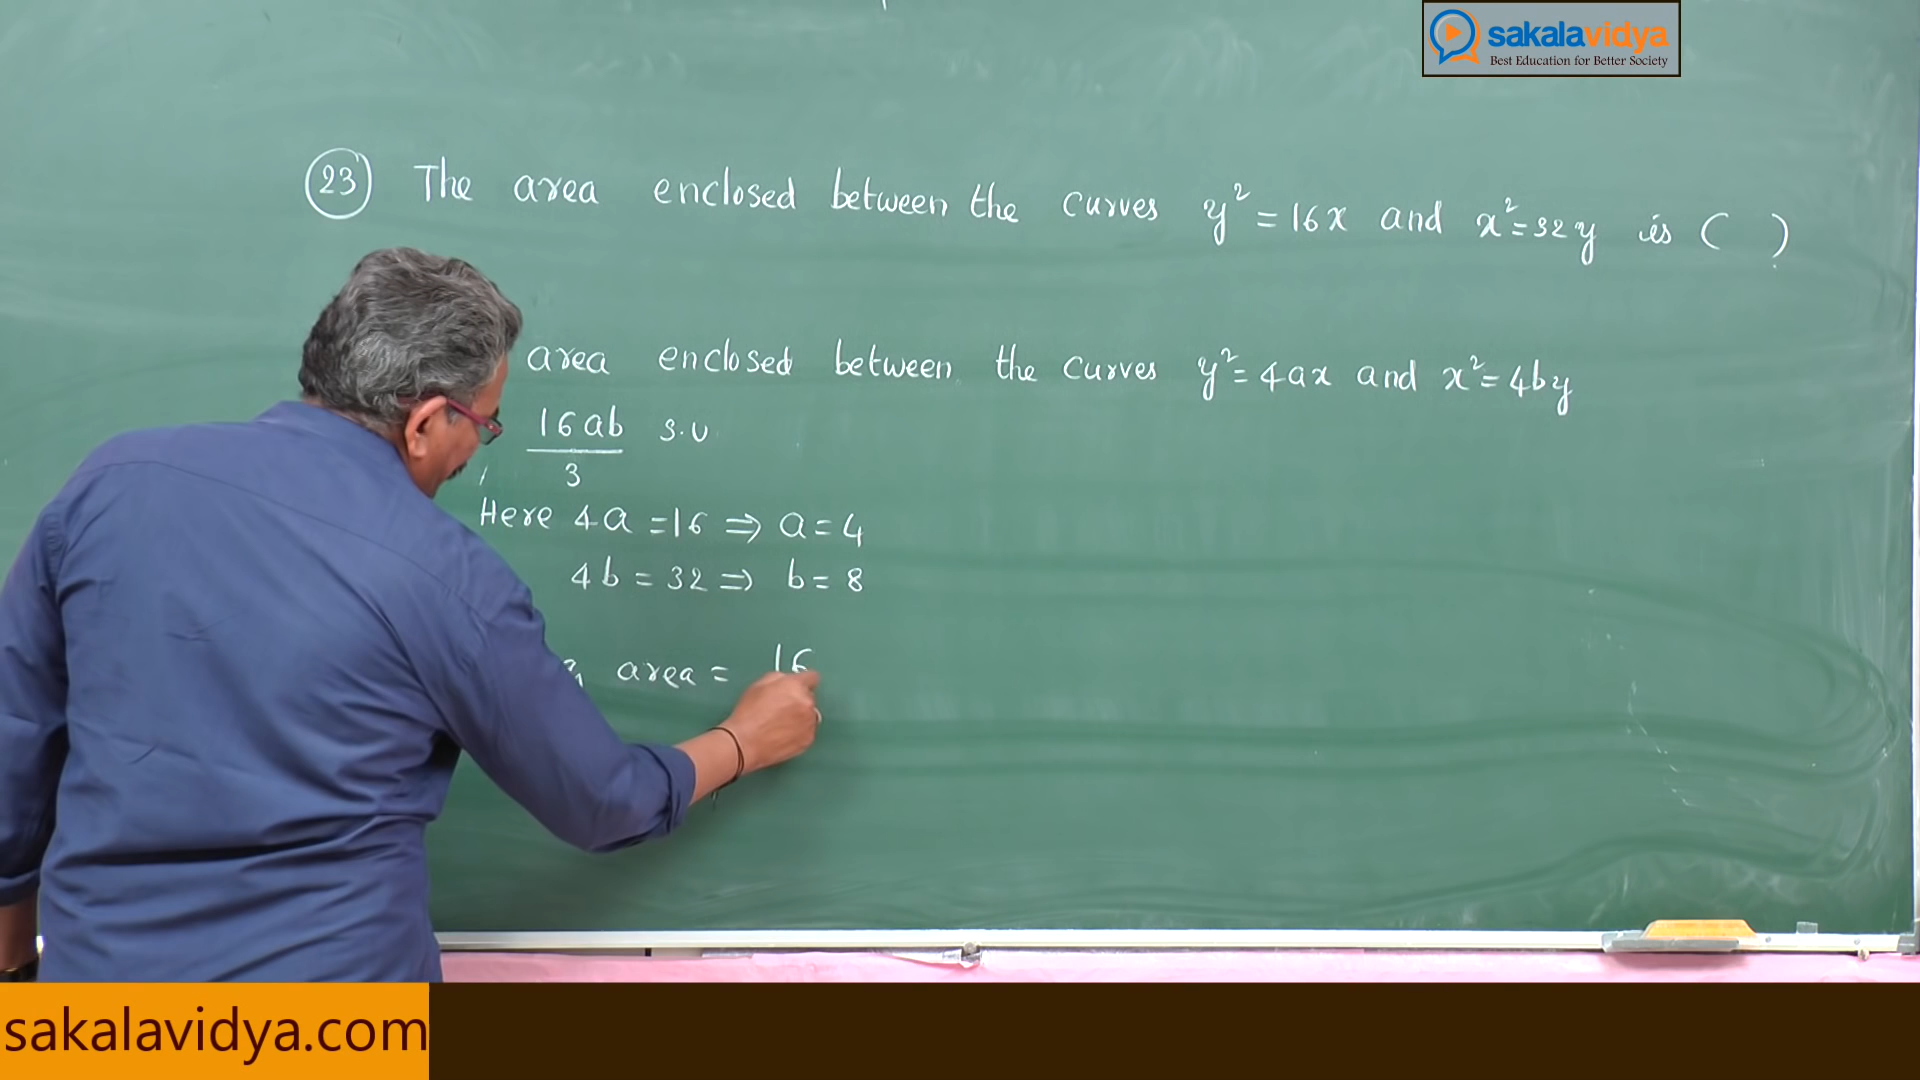 sakalavidya
Best Education for Better Society
23 The area enclosed between the curves y² = 16x and x² = 32y is ( )
area enclosed between the curves y² = 4ax and x² = 4by
16ab s.u
3
Here 4a = 16 ⇒ a = 4
4b = 32 ⇒ b = 8
area = 16
sakalavidya.com